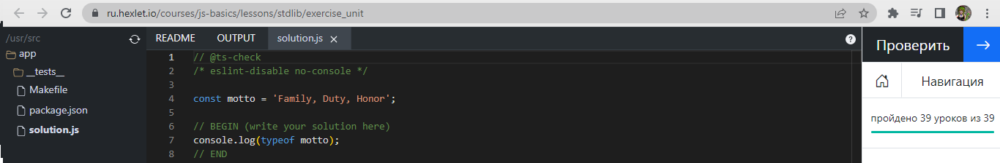 ru.hexlet.io/courses/js-basics/lessons/stdlib/exercise_unit
/usr/src
app
__tests__
Makefile
package.json
solution.js
README OUTPUT solution.js ×
?
1 // @ts-check
2 /* eslint-disable no-console */
3
4 const motto = 'Family, Duty, Honor';
5
6 // BEGIN (write your solution here)
7 console.log(typeof motto);
8 // END
Проверить →
Навигация
пройдено 39 уроков из 39